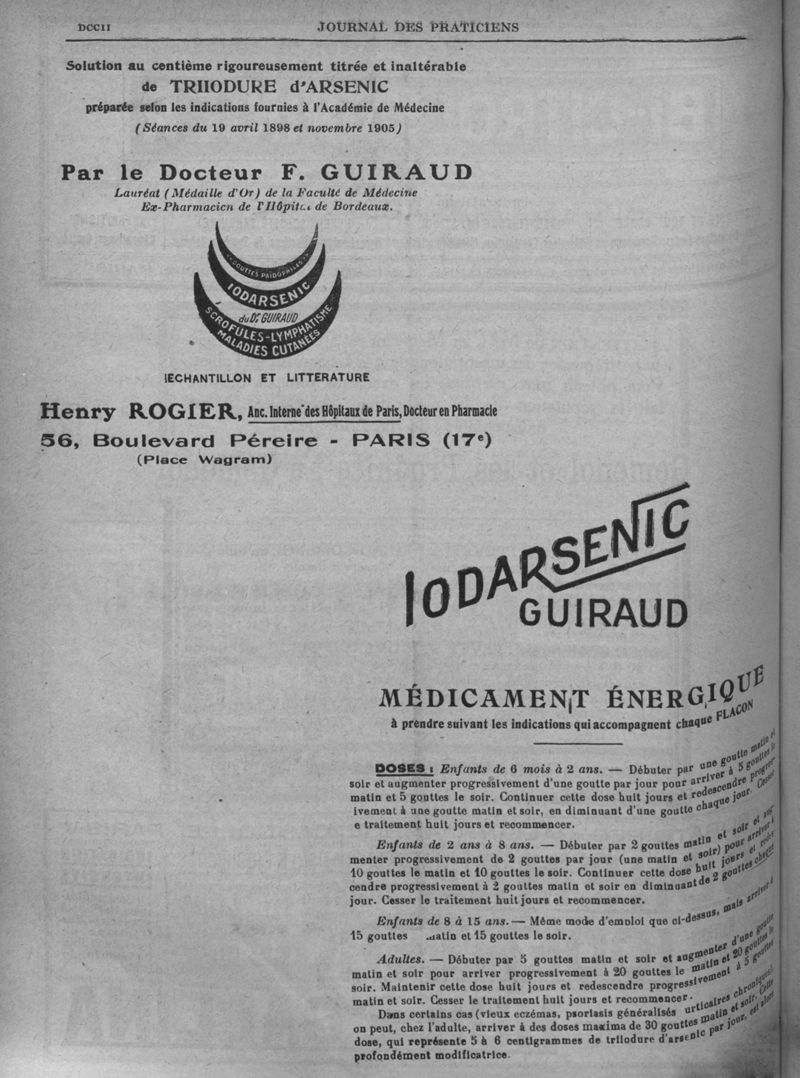 DCCII
JOURNAL DES PRATICIENS
Solution au centième rigoureusement titrée et inaltérable
de TRIIODURE d'ARSENIC
préparée selon les indications fournies à l'Académie de Médecine
(Séances du 19 avril 1898 et novembre 1905)
Par le Docteur F. GUIRAUD
Lauréat (Médaille d'Or) de la Faculté de Médecine
Ex-Pharmacien de l'Hôpital de Bordeaux.
GOUTTES PAIDOPHILES
IODARSENIC
du Dr GUIRAUD
SCROFULES-LYMPHATISME
MALADIES CUTANÉES
ECHANTILLON ET LITTERATURE
Henry ROGIER, Anc. Interne des Hôpitaux de Paris, Docteur en Pharmacie
56, Boulevard Péreire - PARIS (17e)
(Place Wagram)
IODARSENIC
GUIRAUD
MÉDICAMENT ÉNERGIQUE
à prendre suivant les indications qui accompagnent chaque FLACON
DOSES : Enfants de 6 mois à 2 ans. — Débuter par une goutte matin et
soir et augmenter progressivement d'une goutte par jour pour arriver à 5 gouttes le
matin et 5 gouttes le soir. Continuer cette dose huit jours et redescendre progres-
ivement à une goutte matin et soir, en diminuant d'une goutte chaque jour. Cesser
e traitement huit jours et recommencer.
Enfants de 2 ans à 8 ans. — Débuter par 2 gouttes matin et soir et
menter progressivement de 2 gouttes par jour (une matin et soir) pour arriver à
10 gouttes le matin et 10 gouttes le soir. Continuer cette dose huit jours et
cendre progressivement à 2 gouttes matin et soir en diminuant de 2 gouttes
jour. Cesser le traitement huit jours et recommencer.
Enfants de 8 à 15 ans. — Même mode d'emploi que ci-dessus, mais arriver
15 gouttes matin et 15 gouttes le soir.
Adultes. — Débuter par 5 gouttes matin et soir et augmenter d'une goutte
matin et soir pour arriver progressivement à 20 gouttes le matin et 20 gouttes le
soir. Maintenir cette dose huit jours et redescendre progressivement à 5 gouttes
matin et soir. Cesser le traitement huit jours et recommencer.
Dans certains cas (vieux eczémas, psoriasis généralisés urticaires chroniques)
on peut, chez l'adulte, arriver à des doses maxima de 30 gouttes matin et soir. Cette
dose, qui représente 5 à 6 centigrammes de triiodure d'arsenic par jour, est alors
profondément modificatrice.